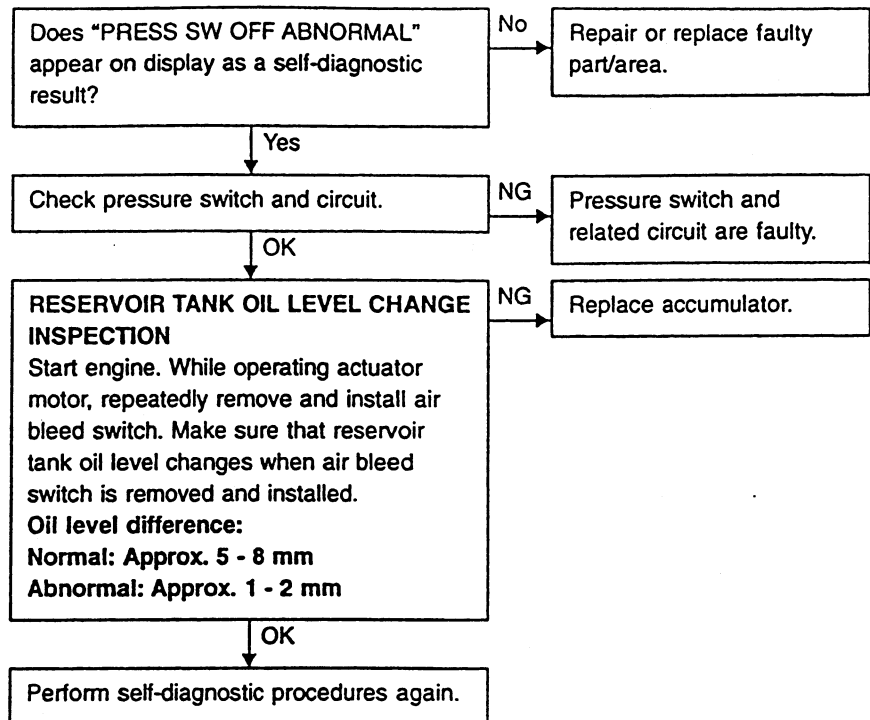 Does "PRESS SW OFF ABNORMAL"
appear on display as a self-diagnostic
result?
No
Repair or replace faulty
part/area.
Yes
Check pressure switch and circuit.
NG
Pressure switch and
related circuit are faulty.
OK
RESERVOIR TANK OIL LEVEL CHANGE
INSPECTION
Start engine. While operating actuator
motor, repeatedly remove and install air
bleed switch. Make sure that reservoir
tank oil level changes when air bleed
switch is removed and installed.
Oil level difference:
Normal: Approx. 5 - 8 mm
Abnormal: Approx. 1 - 2 mm
NG
Replace accumulator.
OK
Perform self-diagnostic procedures again.